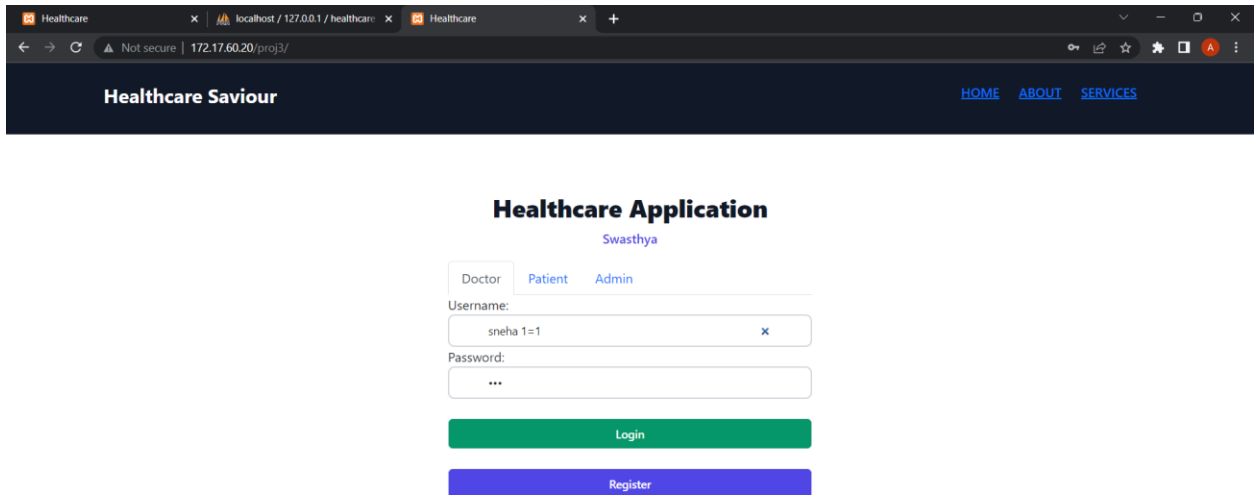 Healthcare
localhost / 127.0.0.1 / healthcare
Healthcare
Not secure | 172.17.60.20/proj3/
A
Healthcare Saviour
HOME ABOUT SERVICES
Healthcare Application
Swasthya
Doctor Patient Admin
Username:
sneha 1=1
Password:
Login
Register